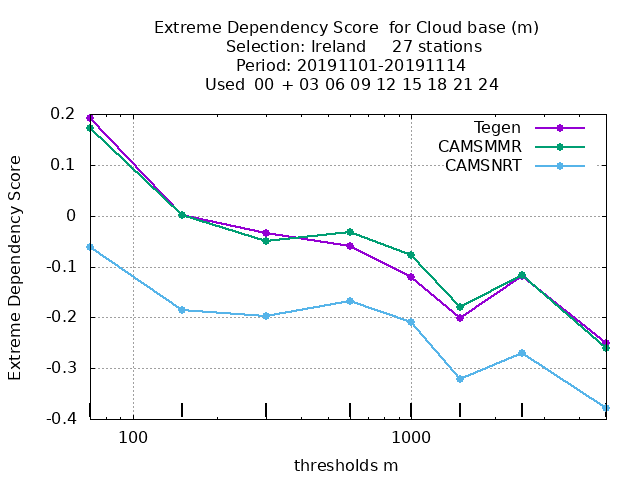 Extreme Dependency Score  for Cloud base (m)
Selection: Ireland     27 stations
Period: 20191101-20191114
Used  00  + 03 06 09 12 15 18 21 24
Tegen
CAMSMMR
CAMSNRT
0.2
0.1
0
-0.1
-0.2
-0.3
-0.4
Extreme Dependency Score
100
1000
thresholds m